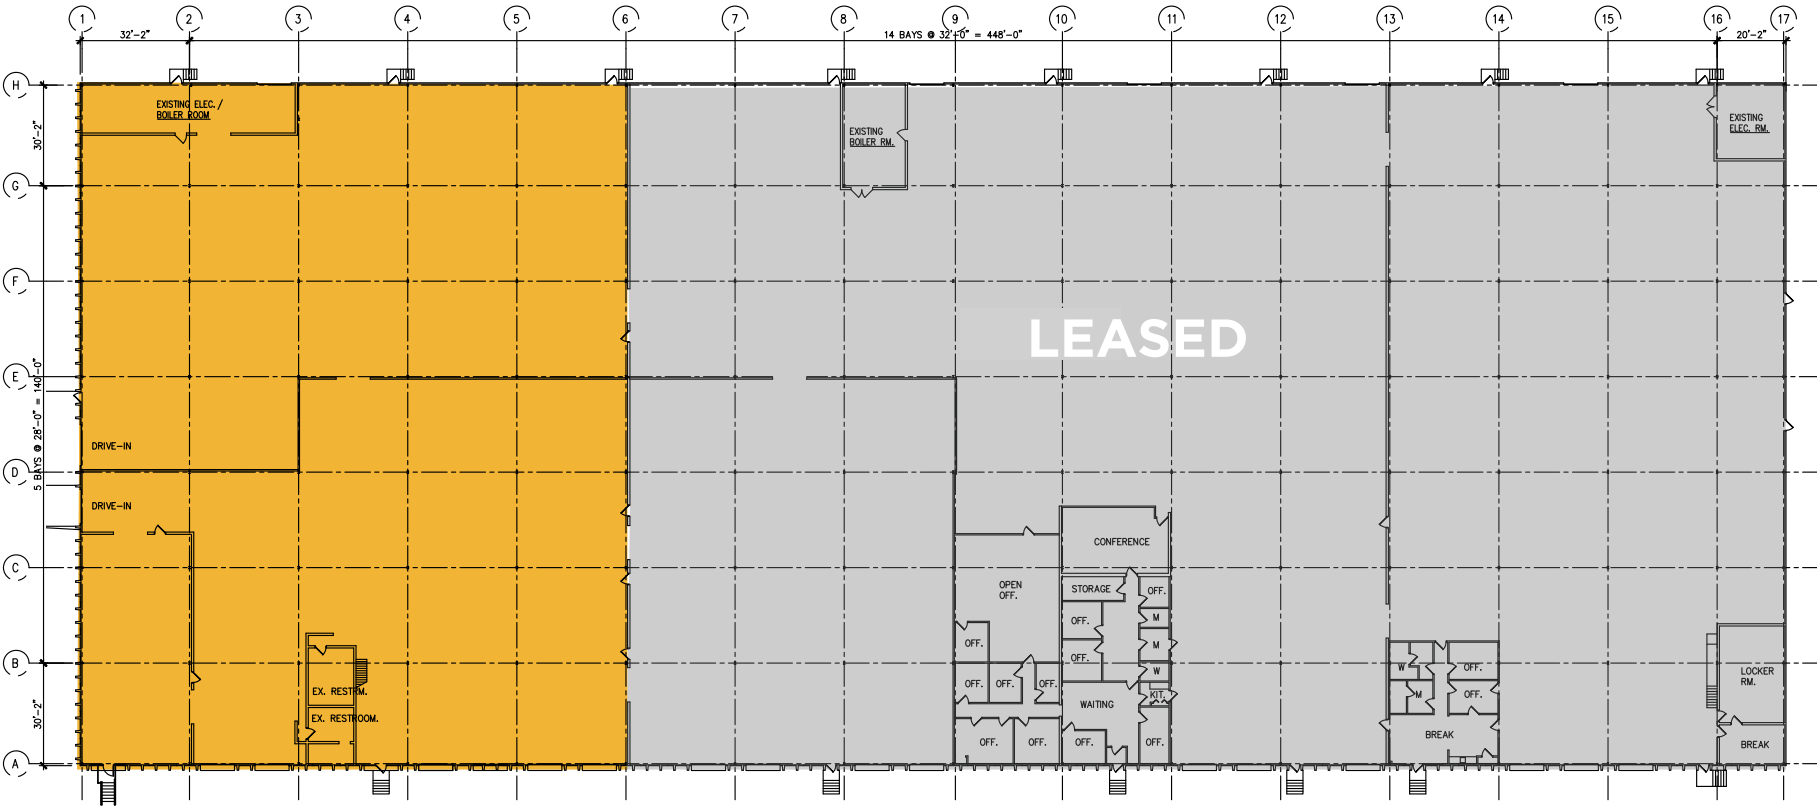 1 2 3 4 5 6 7 8 9 10 11 12 13 14 15 16 17
32'-2" 14 BAYS @ 32'-0" = 448'-0" 20'-2"
H
EXISTING ELEC./
BOILER ROOM
EXISTING
BOILER RM.
EXISTING
ELEC. RM.
30'-2"
G
F
LEASED
E
5 BAYS @ 28'-0" = 140'-0"
DRIVE-IN
D
DRIVE-IN
CONFERENCE
C
OPEN
OFF.
STORAGE
OFF.
M
OFF.
M
OFF.
OFF.
W
B
W
OFF.
LOCKER
RM.
OFF.
OFF.
OFF.
EX. RESTRM.
KIT.
M
OFF.
WAITING
30'-2"
EX. RESTROOM.
BREAK
OFF.
OFF.
OFF.
OFF.
BREAK
A